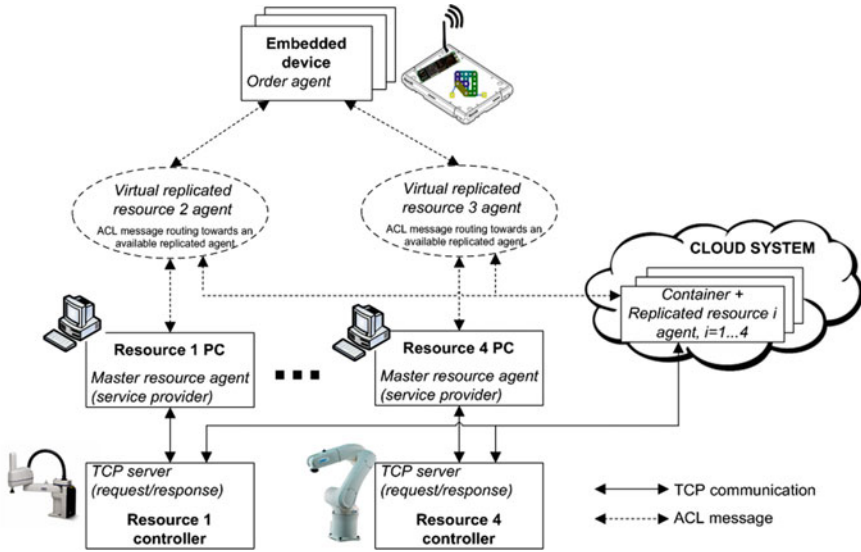 Embedded
device
Order agent
Virtual replicated
resource 2 agent
ACL message routing towards an
available replicated agent
Virtual replicated
resource 3 agent
ACL message routing towards an
available replicated agent
CLOUD SYSTEM
Container +
Replicated resource i
agent, i=1...4
Resource 1 PC
Master resource agent
(service provider)
Resource 4 PC
Master resource agent
(service provider)
TCP server
(request/response)
Resource 1
controller
TCP server
(request/response)
Resource 4
controller
TCP communication
ACL message